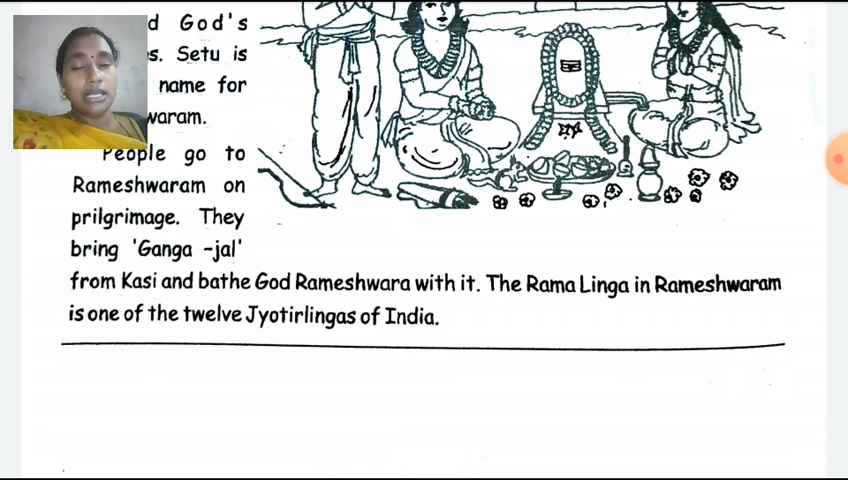 d God's
s. Setu is
name for
waram.
People go to
Rameshwaram on
prilgrimage. They
bring 'Ganga -jal'
from Kasi and bathe God Rameshwara with it. The Rama Linga in Rameshwaram
is one of the twelve Jyotirlingas of India.